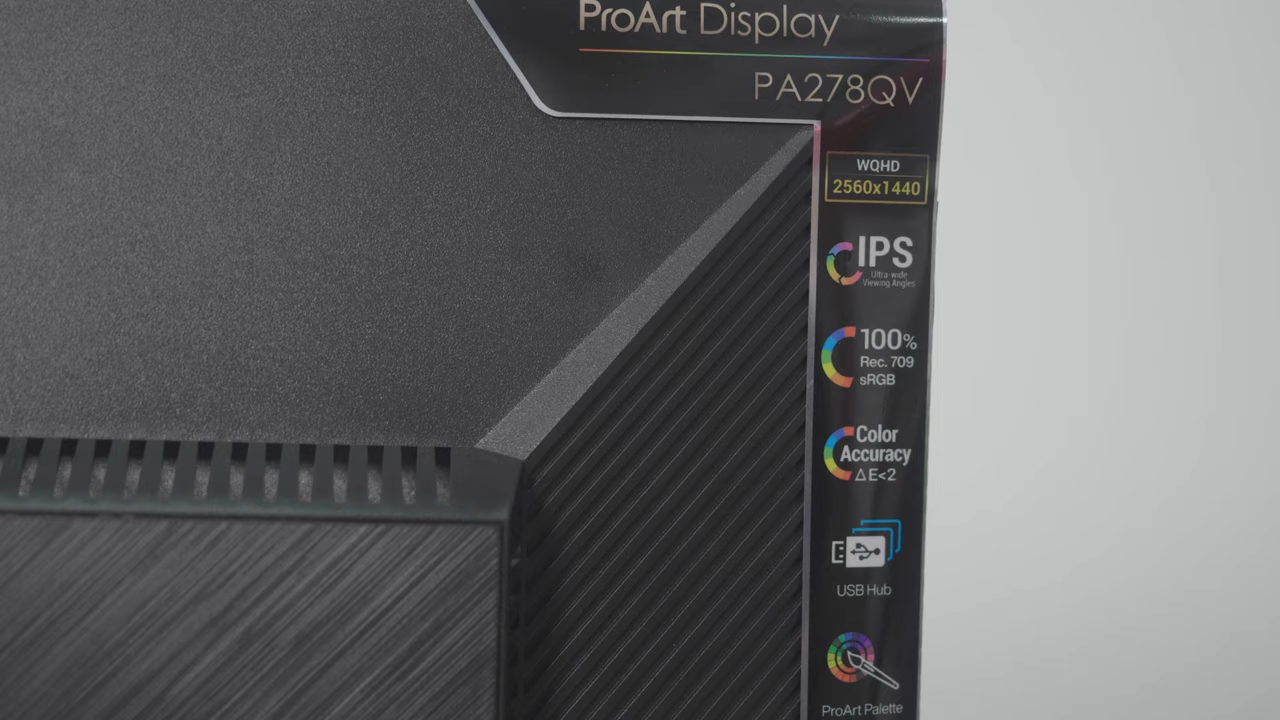 ProArt Display
PA278QV
WQHD
2560x1440
IPS
Ultra-wide
Viewing Angles
100%
Rec. 709
sRGB
Color
Accuracy
ΔE<2
USB Hub
ProArt Palette